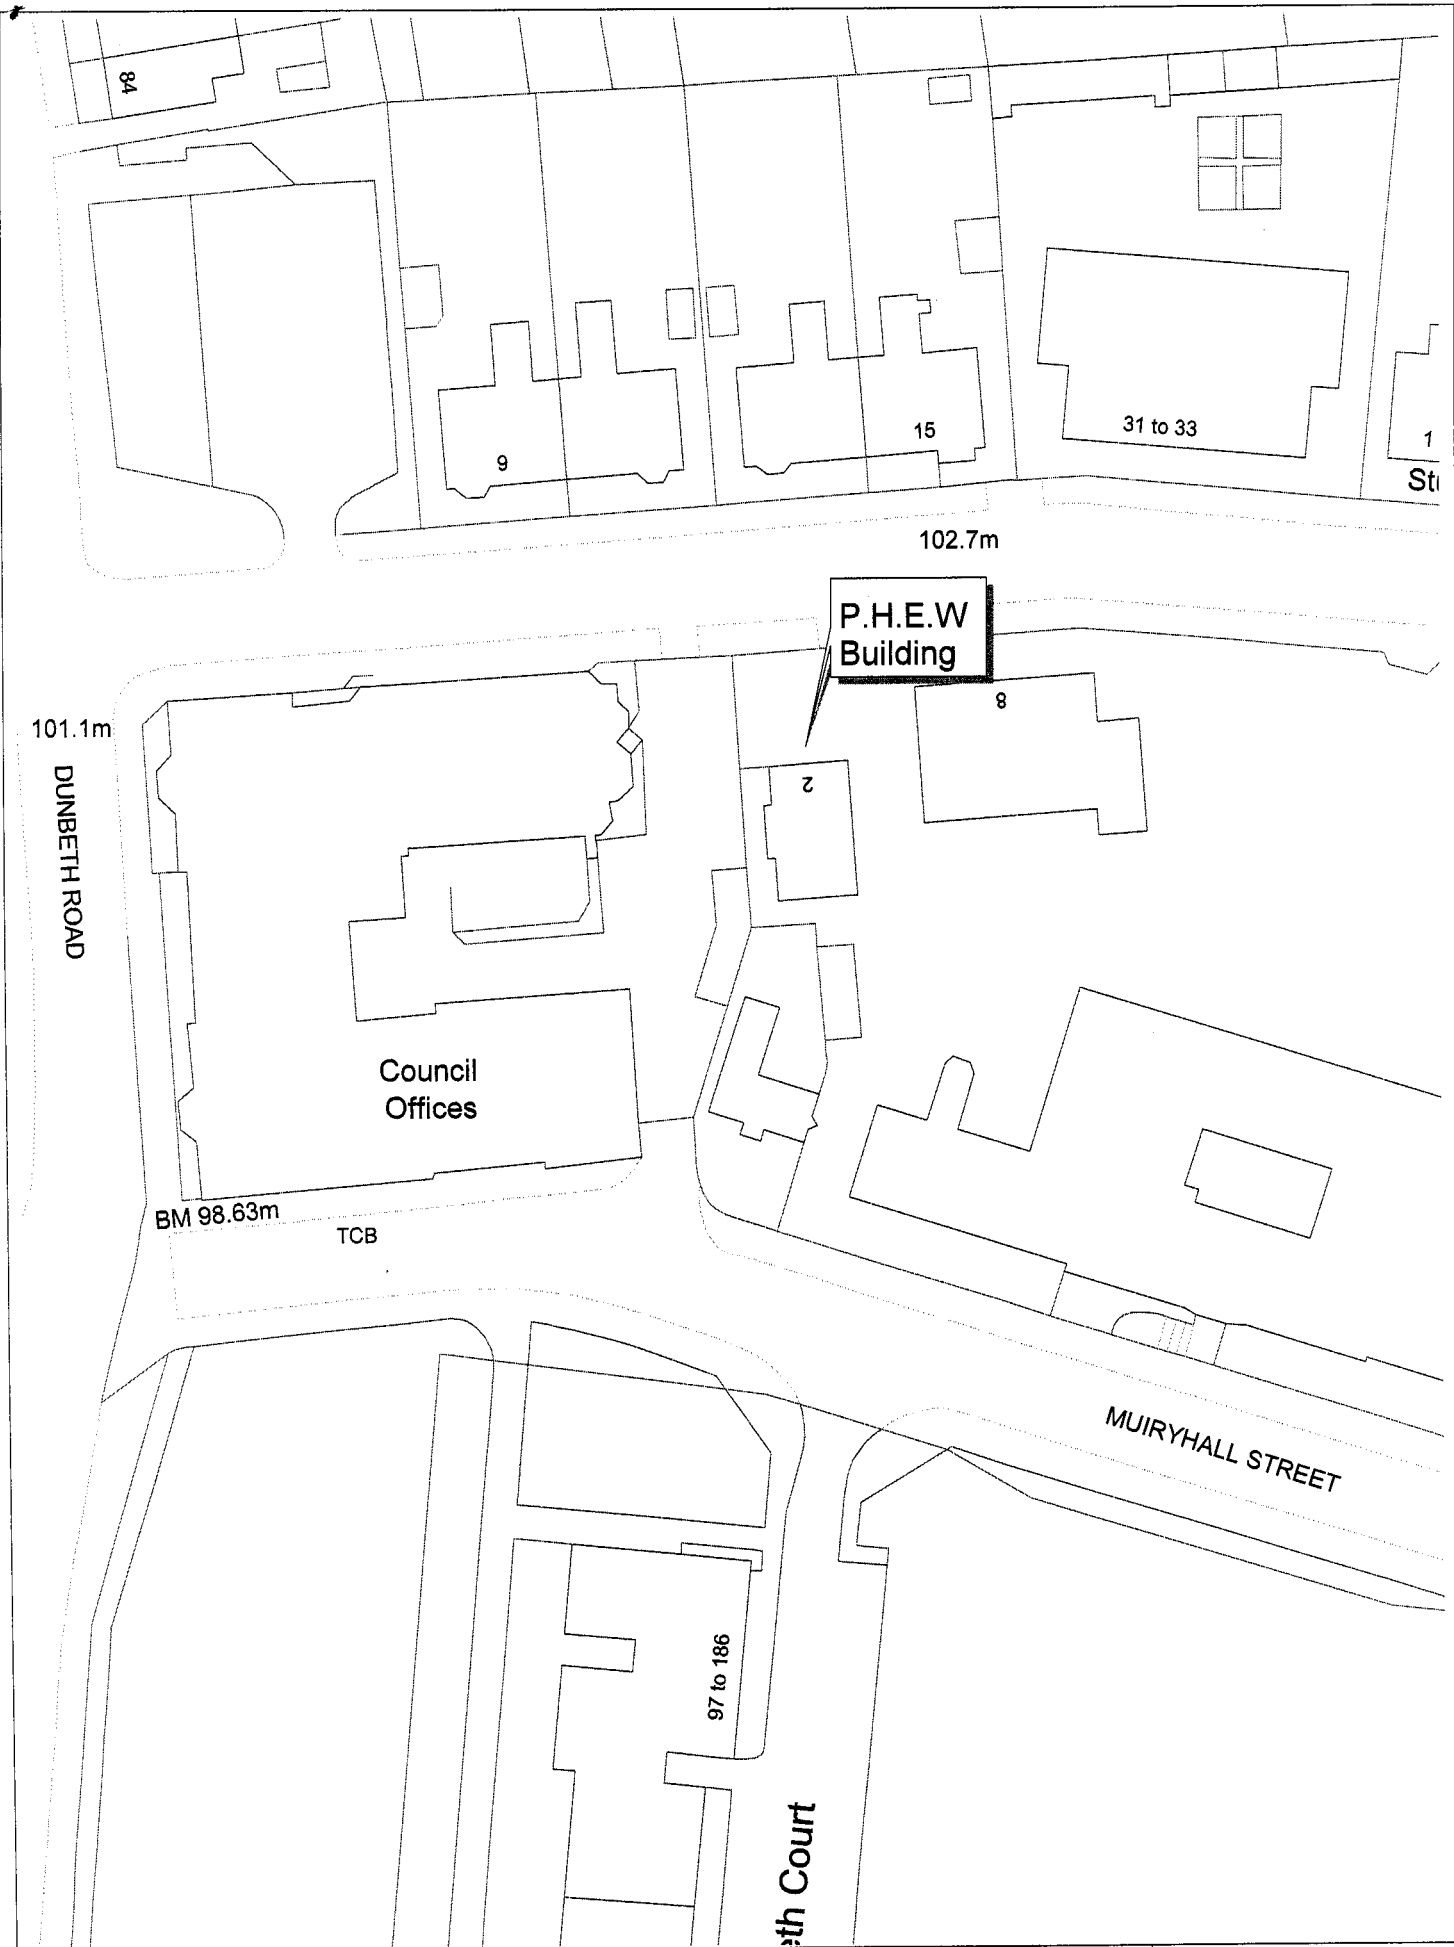 84
9
15
31 to 33
1
102.7m
P.H.E.W
Building
101.1m
8
2
DUNBETH ROAD
Council
Offices
BM 98.63m
TCB
MUIRYHALL STREET
97 to 186
eth Court